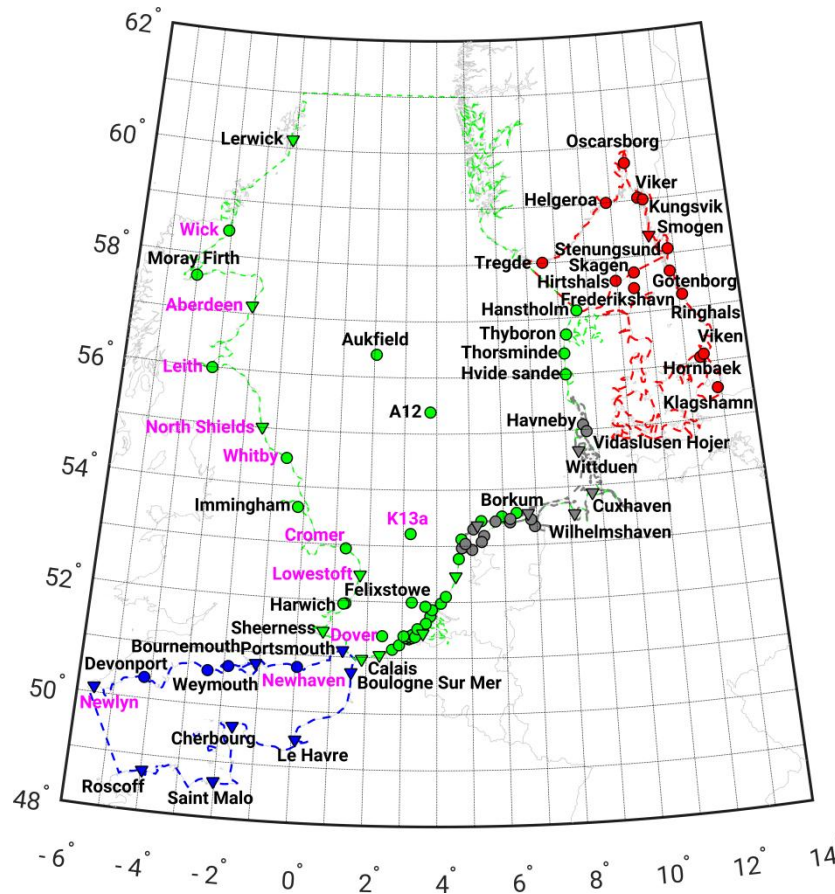 62°
60°
Oscarsborg
Lerwick
Viker
Helgeroa
Kungsvik
Smogen
Wick
58°
Stenungsund
Moray Firth
Tregde
Skagen
Hirtshals
Gotenborg
Aberdeen
Frederikshavn
Hanstholm
Ringhals
Thyboron
Viken
Aukfield
56°
Thorsminde
Leith
Hornbaek
Hvide sande
Klagshamn
A12
Havneby
North Shields
Vidaslusen Hojer
Whitby
Wittduen
54°
Borkum
Immingham
Cuxhaven
K13a
Cromer
Wilhelmshaven
Lowestoft
52°
Felixstowe
Harwich
Sheerness
Dover
Bournemouth
Portsmouth
Devonport
Calais
Weymouth
Newhaven
Boulogne Sur Mer
50°
Newlyn
Cherbourg
Le Havre
Roscoff
Saint Malo
48°
-6° -4° -2° 0° 2° 4° 6° 8° 10° 12° 14